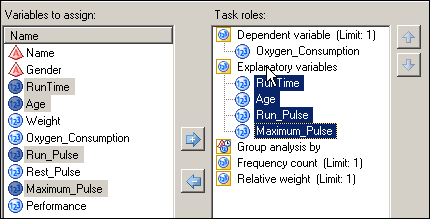 Variables to assign:
Name
Name
Gender
RunTime
Age
Weight
Oxygen_Consumption
Run_Pulse
Rest_Pulse
Maximum_Pulse
Performance
Task roles:
Dependent variable (Limit: 1)
Oxygen_Consumption
Explanatory variables
RunTime
Age
Run_Pulse
Maximum_Pulse
Group analysis by
Frequency count (Limit: 1)
Relative weight (Limit: 1)